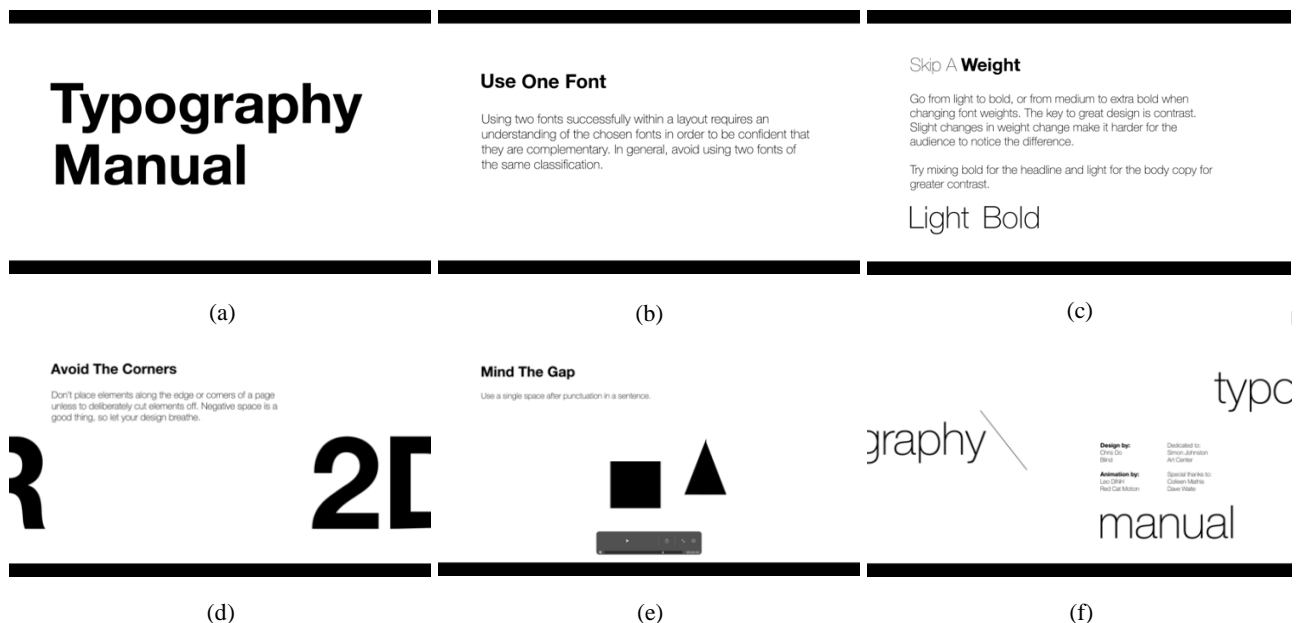 Typography
Manual
(a)
Use One Font
Using two fonts successfully within a layout requires an
understanding of the chosen fonts in order to be confident that
they are complementary. In general, avoid using two fonts of
the same classification.
(b)
Skip A Weight
Go from light to bold, or from medium to extra bold when
changing font weights. The key to great design is contrast.
Slight changes in weight change make it harder for the
audience to notice the difference.
Try mixing bold for the headline and light for the body copy for
greater contrast.
Light Bold
(c)
Avoid The Corners
Don't place elements along the edge or corners of a page
unless to deliberately cut elements off. Negative space is a
good thing, so let your design breathe.
R
2D
(d)
Mind The Gap
Use a single space after punctuation in a sentence.
(e)
typo
graphy
Design by:
Chris Do
Blind
Dedicated to:
Simon Johnston
Art Center
Animation by:
Leo DINH
Red Cat Motion
Special thanks to:
Colleen Mathis
Dave Waite
manual
(f)